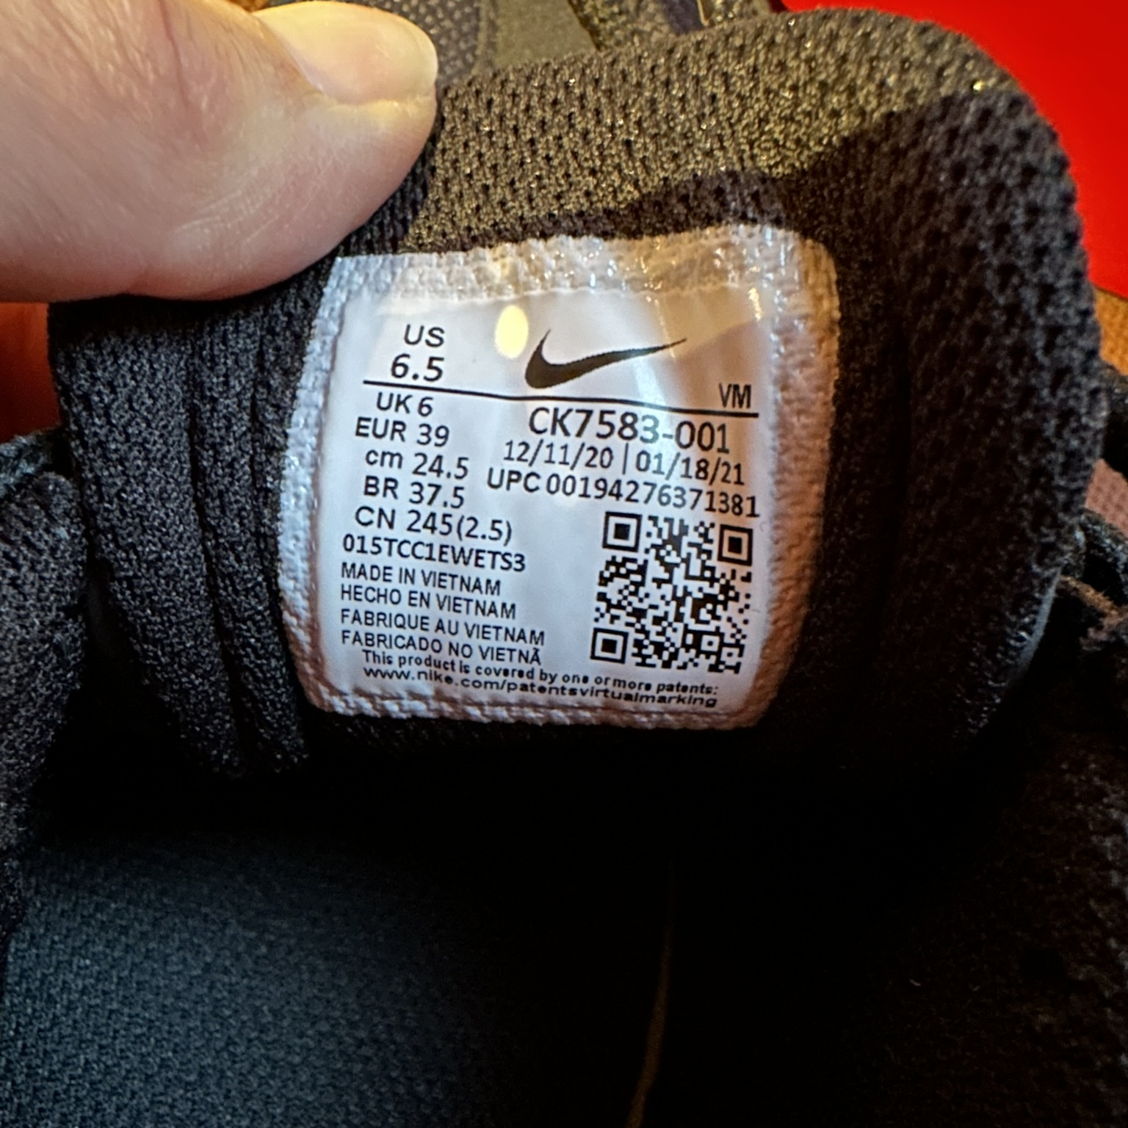 US
6.5
VM
UK 6
EUR 39
cm 24.5
BR 37.5
CN 245(2.5)
CK7583-001
12/11/20 | 01/18/21
UPC 00194276371381
015TCC1EWETS3
MADE IN VIETNAM
HECHO EN VIETNAM
FABRIQUE AU VIETNAM
FABRICADO NO VIETNÃ
This product is covered by one or more patents:
www.nike.com/patentsvirtualmarking